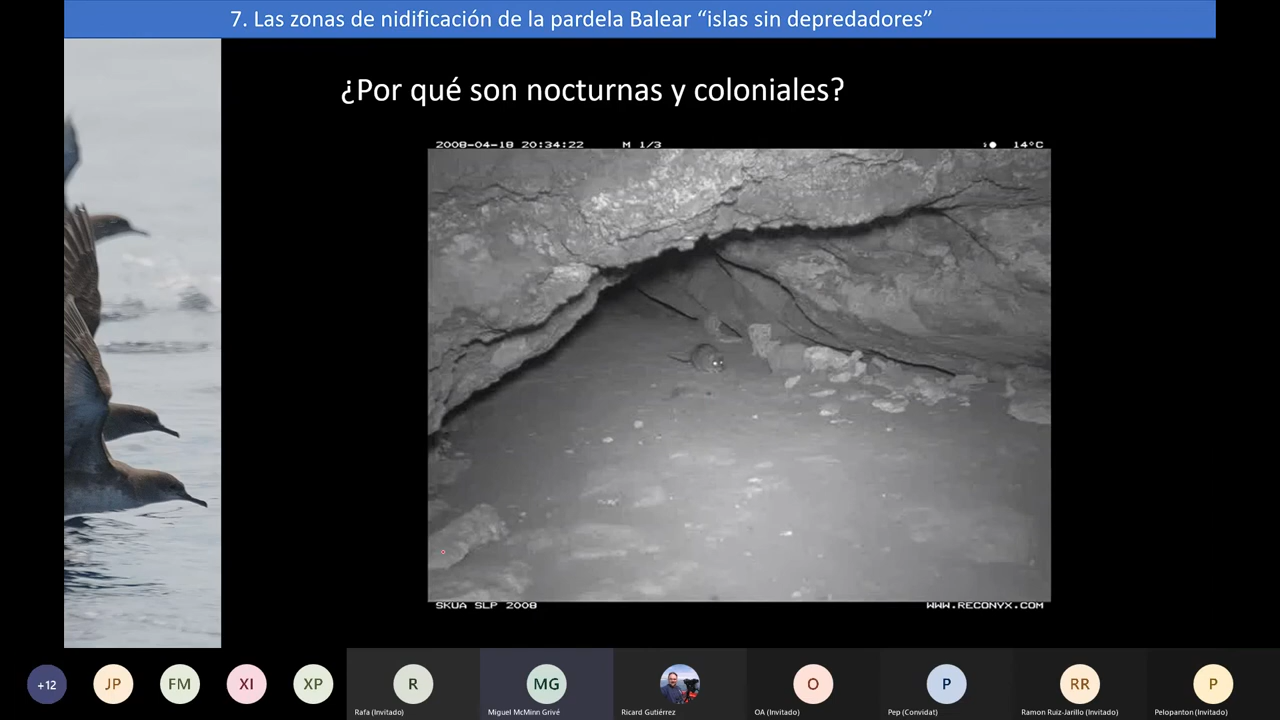 7. Las zonas de nidificación de la pardela Balear “islas sin depredadores”
¿Por qué son nocturnas y coloniales?
2008-04-18 20:34:22 M 1/3 14°C
SKUA SLP 2008 WWW.RECONYX.COM
+12 JP FM XI XP R MG O P RR P
Rafa (Invitado) Miguel McMinn Grivé Ricard Gutiérrez OA (Invitado) Pep (Convidat) Ramon Ruiz-Jarillo (Invitado) Pelopanton (Invitado)